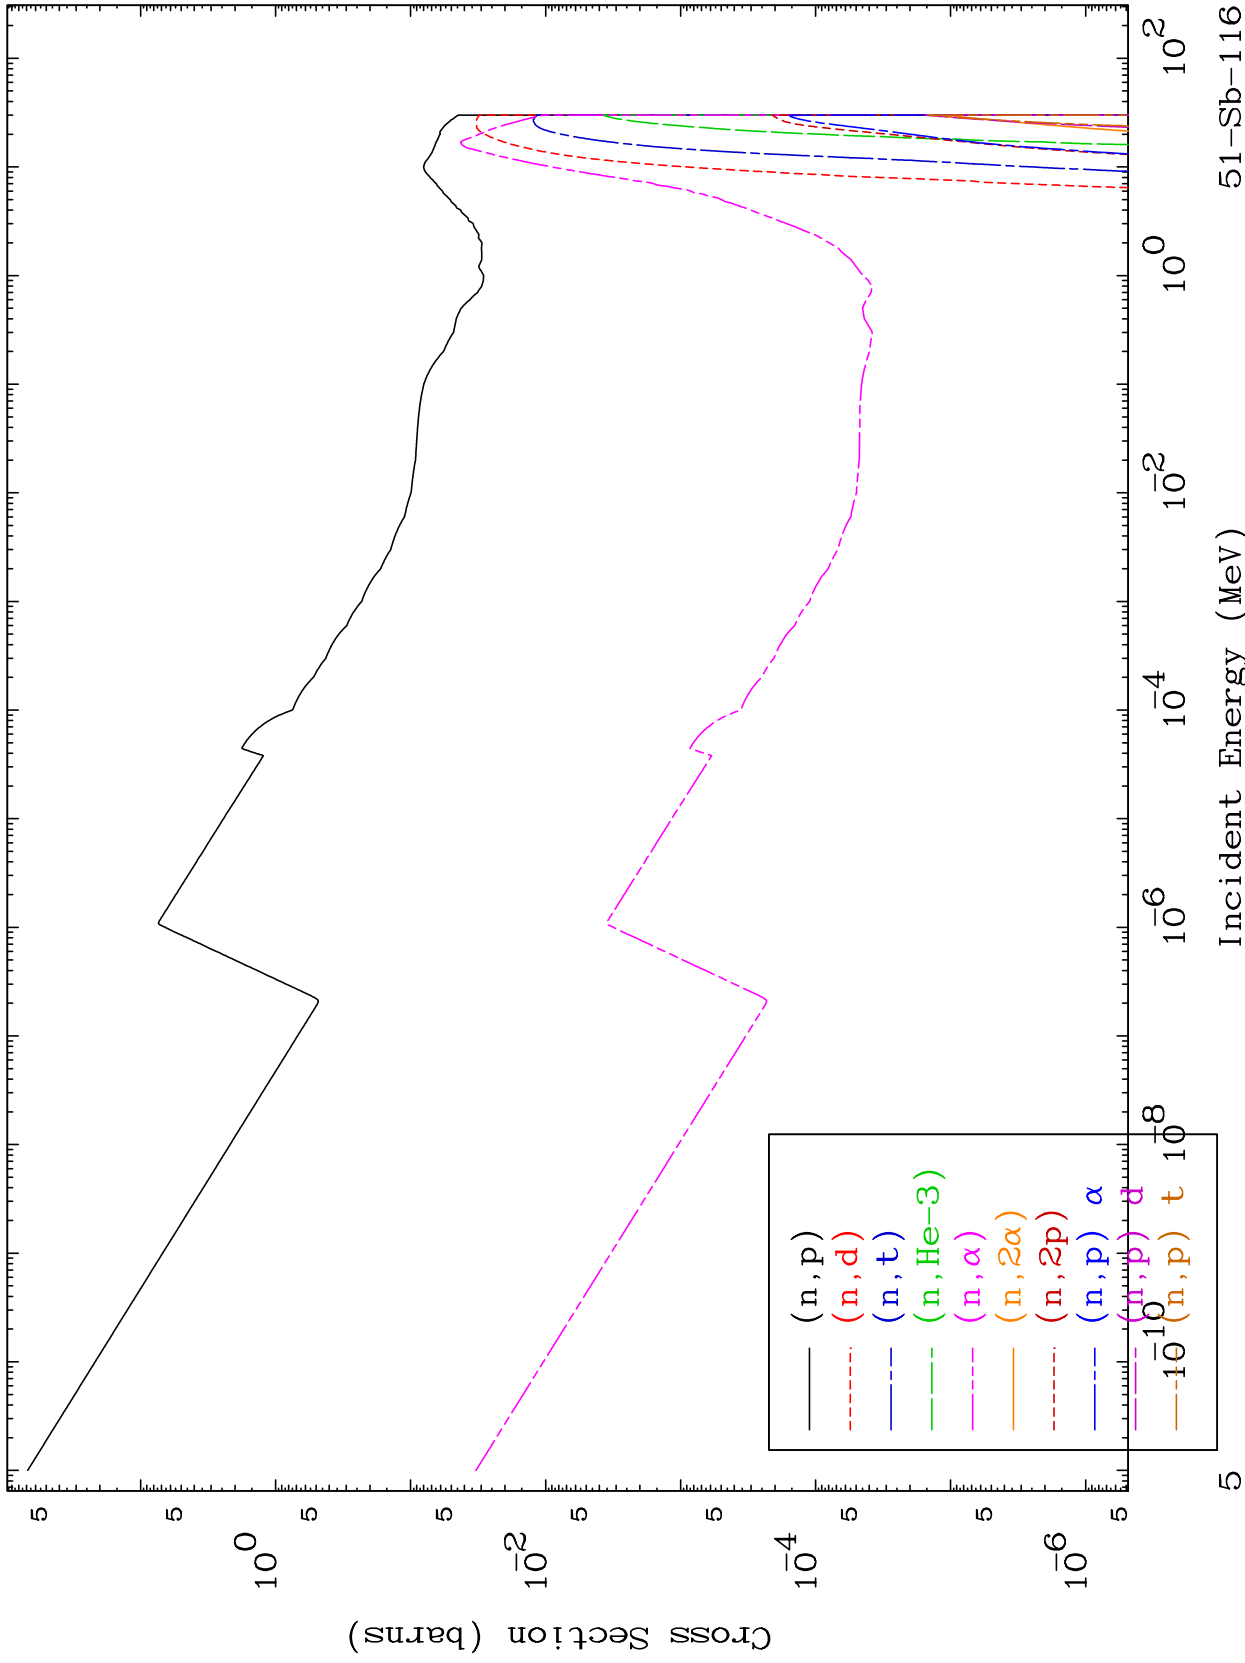 Cross Section (barns)
5
5
10^0
5
5
10^-2
5
5
10^-4
5
5
10^-6
5
(n,p)
(n,d)
(n,t)
(n,He-3)
(n,α)
(n,2α)
(n,2p)
(n,p) α
(n,p) d
(n,p) t
10^-10
10^-8
10^-6
10^-4
10^-2
10^0
10^2
5
Incident Energy (MeV)
51-Sb-116